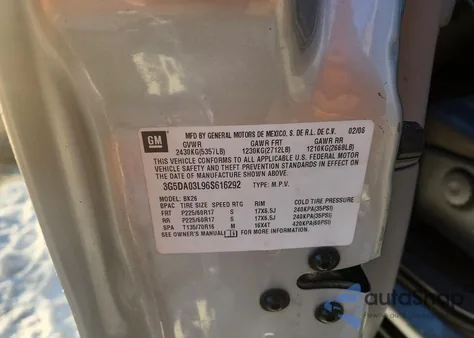 GM
MFD BY GENERAL MOTORS DE MEXICO, S. DE R.L. DE C.V. 02/06
GVWR GAWR FRT GAWR RR
2430KG(5357LB) 1230KG(2712LB) 1210KG(2668LB)
THIS VEHICLE CONFORMS TO ALL APPLICABLE U.S. FEDERAL MOTOR
VEHICLE SAFETY AND THEFT PREVENTION STANDARDS IN EFFECT ON
THE DATE OF MANUFACTURE SHOWN ABOVE.
3G5DA03L96S616292 TYPE: M.P.V.
MODEL: BX26
BPAC TIRE SIZE SPEED RTG RIM COLD TIRE PRESSURE
FRT P225/60R17 S 17X6.5J 240KPA(35PSI)
RR P225/60R17 S 17X6.5J 240KPA(35PSI)
SPA T135/70R16 M 16X4T 420KPA(60PSI)
SEE OWNER'S MANUAL FOR MORE INFORMATION.
autoShop